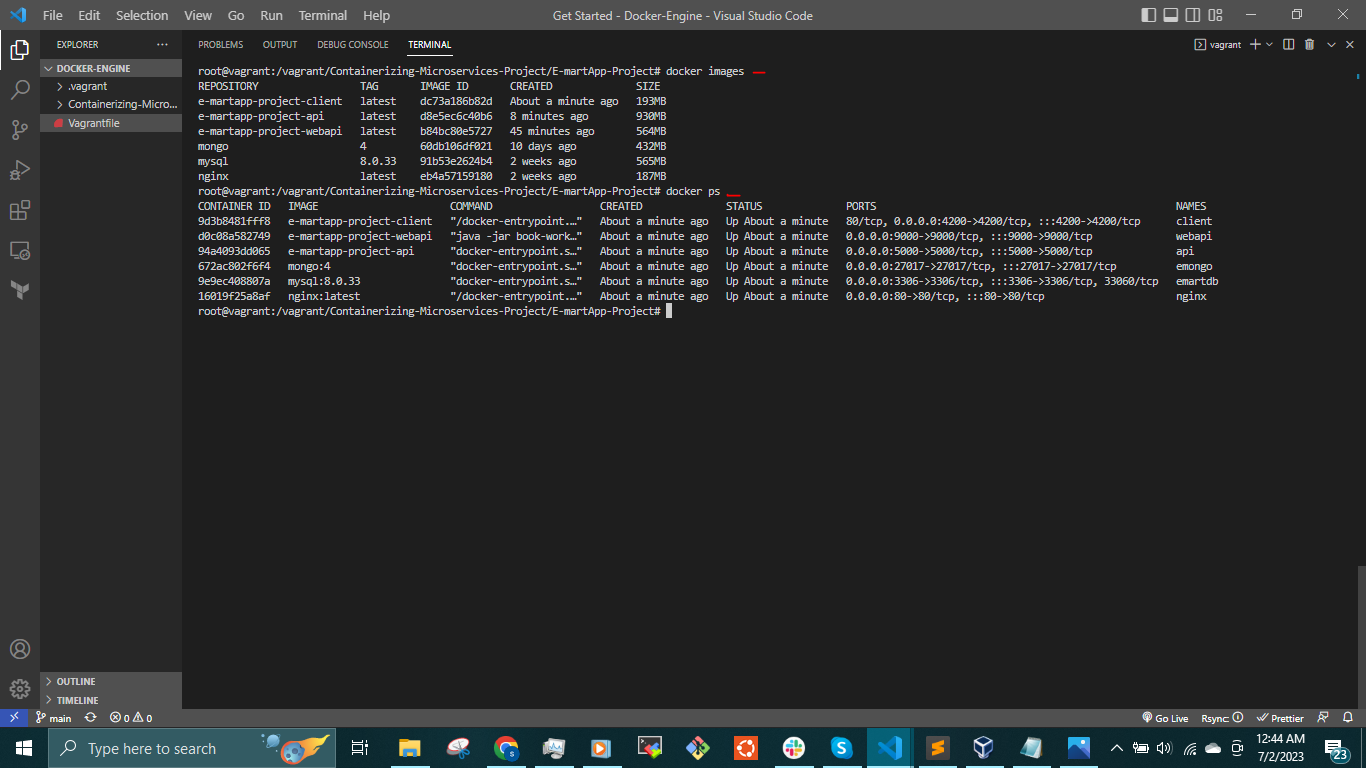 File Edit Selection View Go Run Terminal Help Get Started - Docker-Engine - Visual Studio Code
EXPLORER ··· PROBLEMS OUTPUT DEBUG CONSOLE TERMINAL vagrant
DOCKER-ENGINE
.vagrant
Containerizing-Micro...
Vagrantfile
root@vagrant:/vagrant/Containerizing-Microservices-Project/E-martApp-Project# docker images
REPOSITORY TAG IMAGE ID CREATED SIZE
e-martapp-project-client latest dc73a186b82d About a minute ago 193MB
e-martapp-project-api latest d8e5ec6c40b6 8 minutes ago 930MB
e-martapp-project-webapi latest b84bc80e5727 45 minutes ago 564MB
mongo 4 60db106df021 10 days ago 432MB
mysql 8.0.33 91b53e2624b4 2 weeks ago 565MB
nginx latest eb4a57159180 2 weeks ago 187MB
root@vagrant:/vagrant/Containerizing-Microservices-Project/E-martApp-Project# docker ps
CONTAINER ID IMAGE COMMAND CREATED STATUS PORTS NAMES
9d3b8481fff8 e-martapp-project-client "/docker-entrypoint.…" About a minute ago Up About a minute 80/tcp, 0.0.0.0:4200->4200/tcp, :::4200->4200/tcp client
d0c08a582749 e-martapp-project-webapi "java -jar book-work…" About a minute ago Up About a minute 0.0.0.0:9000->9000/tcp, :::9000->9000/tcp webapi
94a4093dd065 e-martapp-project-api "docker-entrypoint.s…" About a minute ago Up About a minute 0.0.0.0:5000->5000/tcp, :::5000->5000/tcp api
672ac802f6f4 mongo:4 "docker-entrypoint.s…" About a minute ago Up About a minute 0.0.0.0:27017->27017/tcp, :::27017->27017/tcp emongo
9e9ec408807a mysql:8.0.33 "docker-entrypoint.s…" About a minute ago Up About a minute 0.0.0.0:3306->3306/tcp, :::3306->3306/tcp, 33060/tcp emartdb
16019f25a8af nginx:latest "/docker-entrypoint.…" About a minute ago Up About a minute 0.0.0.0:80->80/tcp, :::80->80/tcp nginx
root@vagrant:/vagrant/Containerizing-Microservices-Project/E-martApp-Project#
OUTLINE
TIMELINE
main 0 0 Go Live Rsync: Prettier
Type here to search
12:44 AM
7/2/2023
23